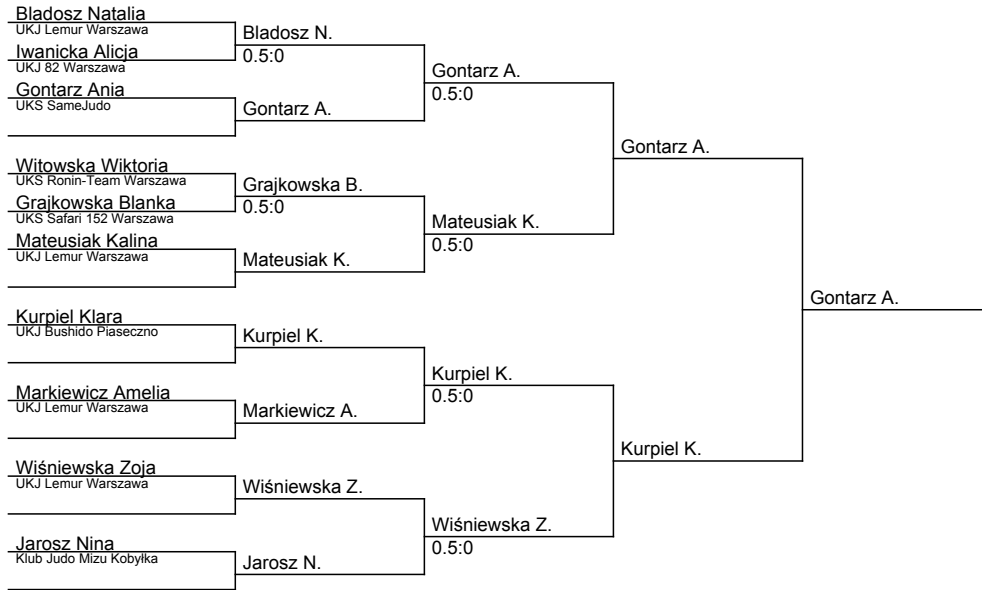 Bladosz Natalia
UKJ Lemur Warszawa
Iwanicka Alicja
UKJ 82 Warszawa
Gontarz Ania
UKS SameJudo
Witowska Wiktoria
UKS Ronin-Team Warszawa
Grajkowska Blanka
UKS Safari 152 Warszawa
Mateusiak Kalina
UKJ Lemur Warszawa
Kurpiel Klara
UKJ Bushido Piaseczno
Markiewicz Amelia
UKJ Lemur Warszawa
Wiśniewska Zoja
UKJ Lemur Warszawa
Jarosz Nina
Klub Judo Mizu Kobyłka
Bladosz N.
0.5:0
Gontarz A.
Grajkowska B.
0.5:0
Mateusiak K.
Kurpiel K.
Markiewicz A.
Wiśniewska Z.
Jarosz N.
Gontarz A.
0.5:0
Mateusiak K.
0.5:0
Kurpiel K.
0.5:0
Wiśniewska Z.
0.5:0
Gontarz A.
Kurpiel K.
Gontarz A.